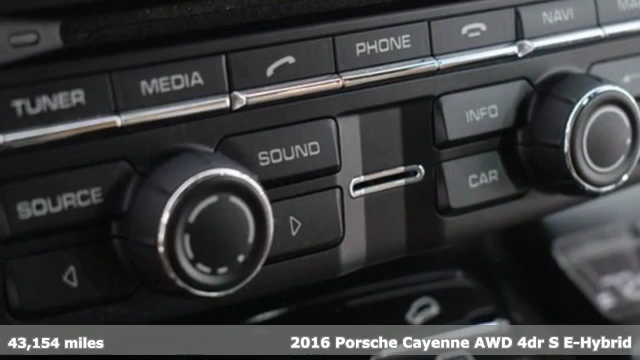 TUNER MEDIA PHONE NAVI
SOUND INFO
SOURCE CAR
43,154 miles 2016 Porsche Cayenne AWD 4dr S E-Hybrid